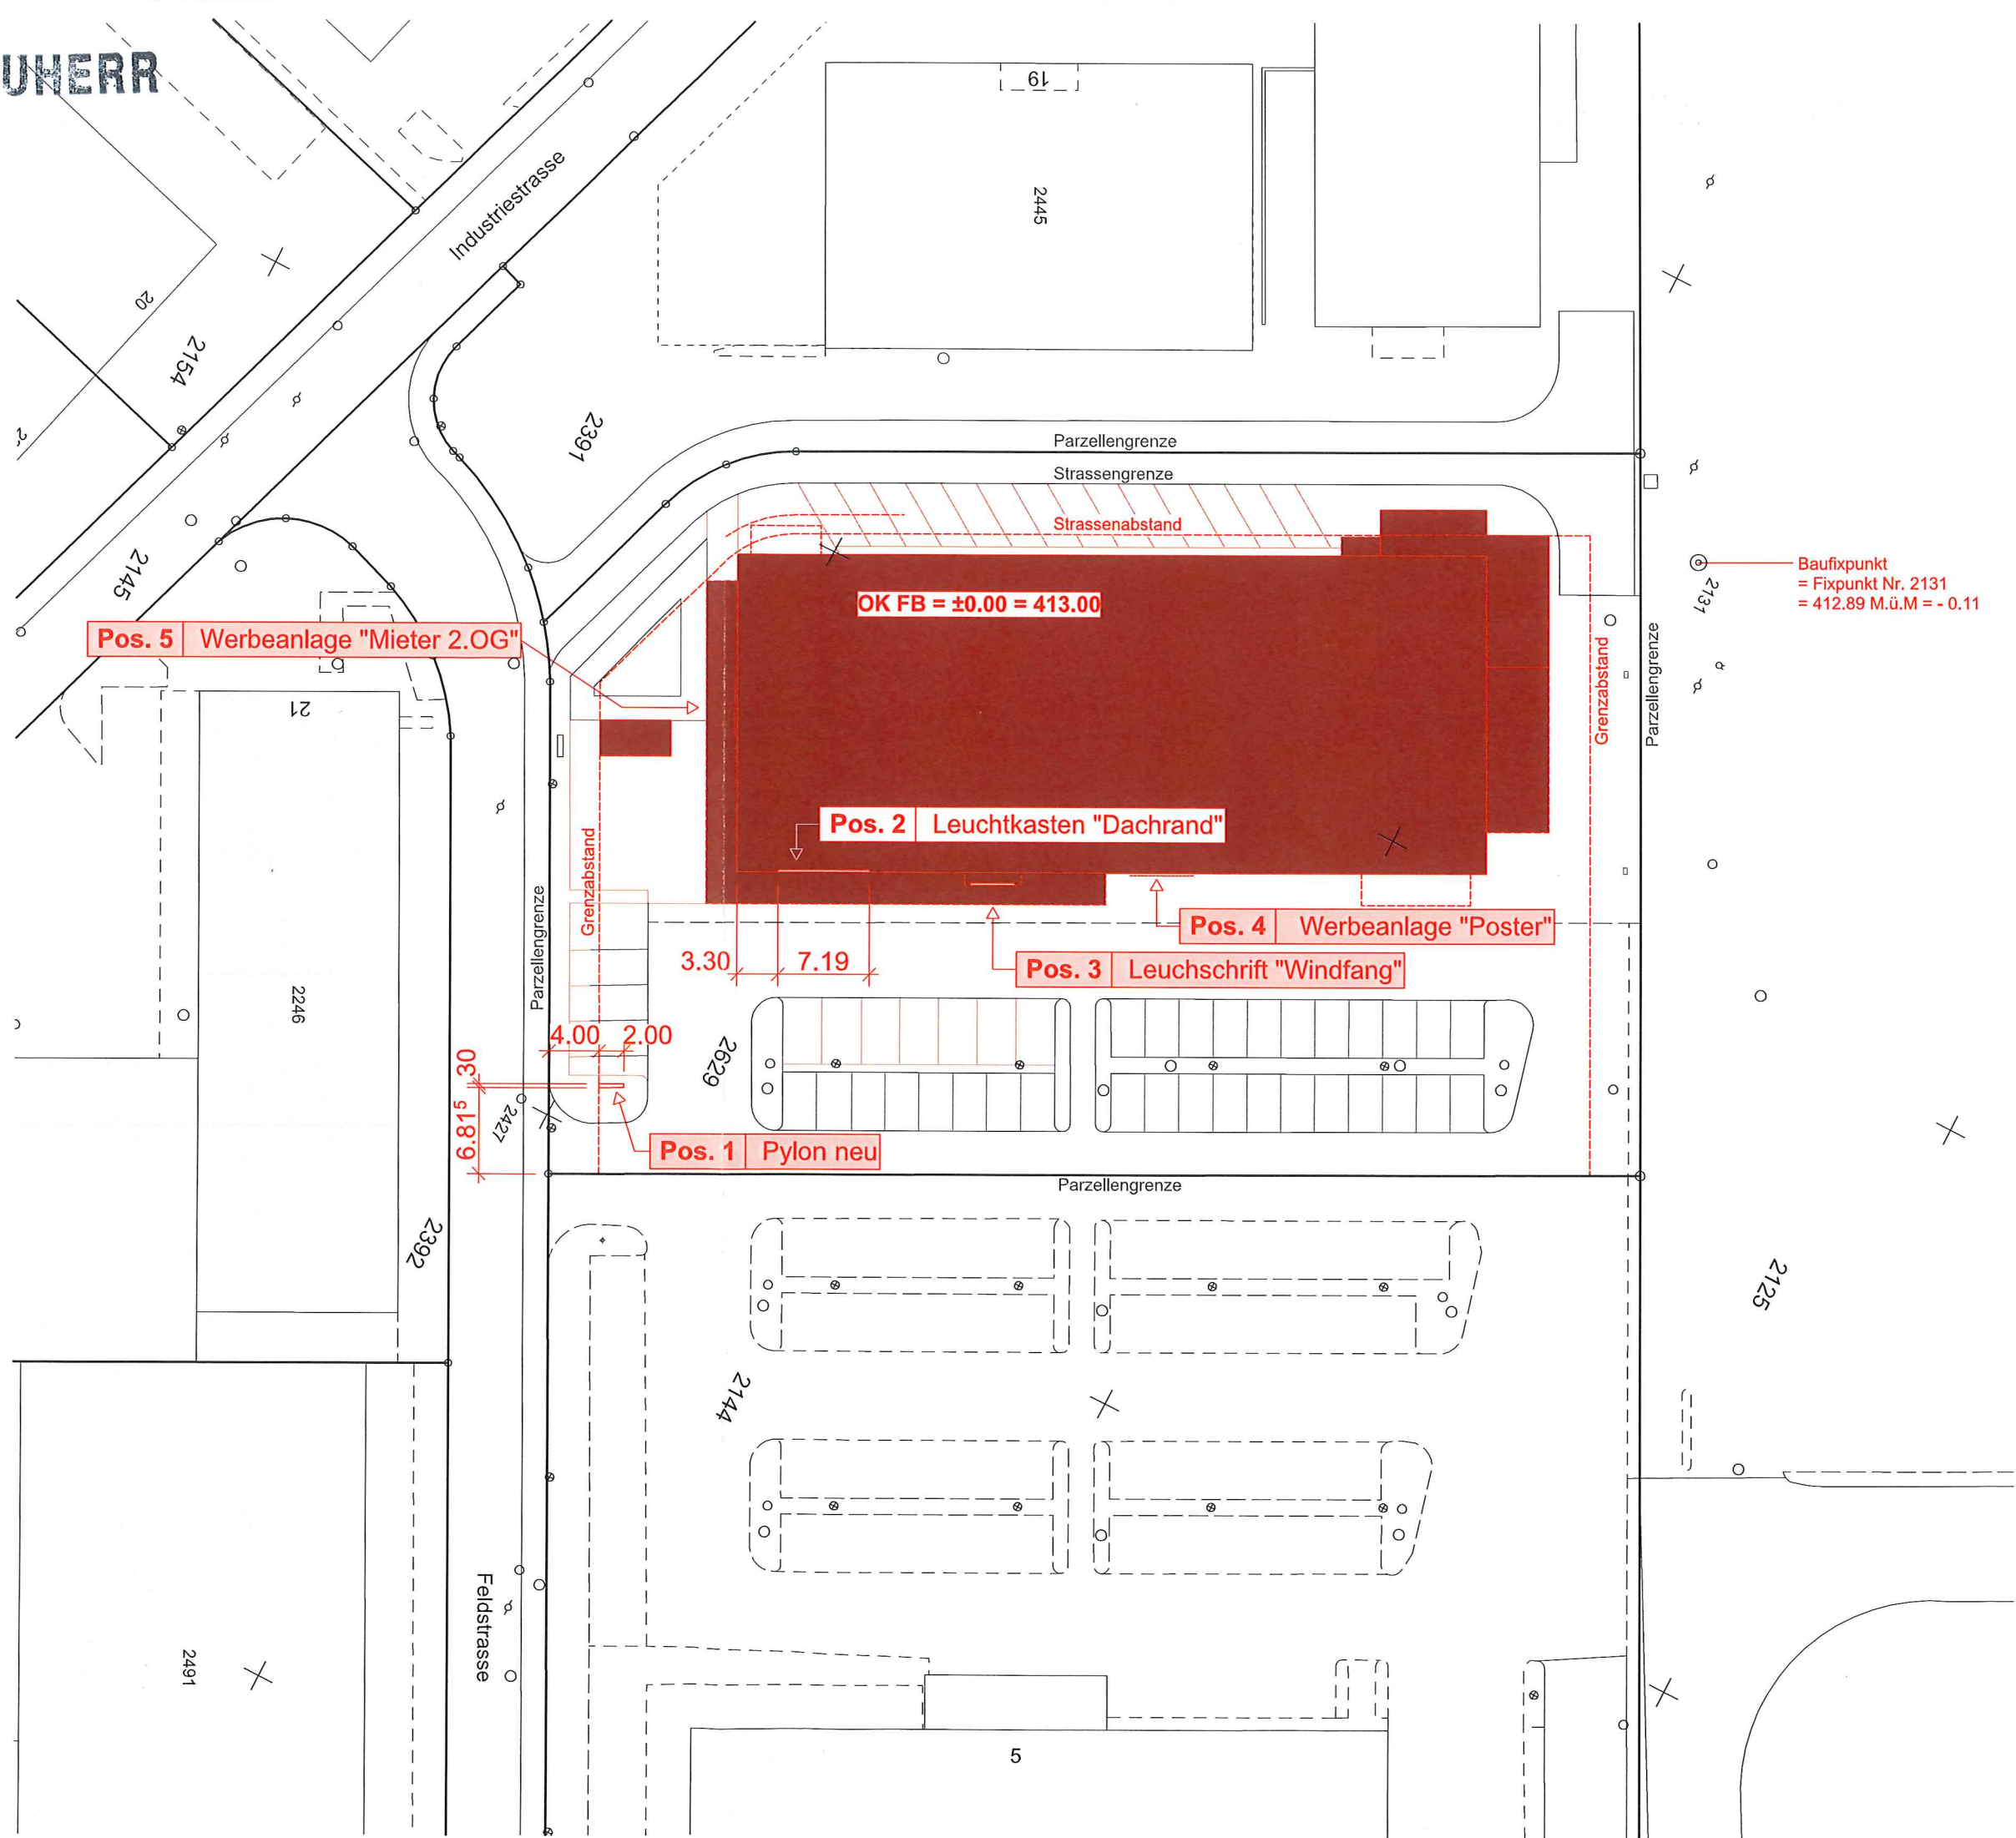 UHERR
19
Industriestrasse
2445
20
2154
2391
Parzellengrenze
Strassengrenze
Strassenabstand
2145
Baufixpunkt
= Fixpunkt Nr. 2131
= 412.89 M.ü.M = - 0.11
2131
OK FB = ±0.00 = 413.00
Pos. 5 Werbeanlage "Mieter 2.OG"
Grenzabstand
Parzellengrenze
21
Pos. 2 Leuchtkasten "Dachrand"
Grenzabstand
Parzellengrenze
Pos. 4 Werbeanlage "Poster"
3.30
7.19
Pos. 3 Leuchschrift "Windfang"
2246
4.00
2.00
2629
30
6.81⁵
2427
Pos. 1 Pylon neu
Parzellengrenze
2392
2125
2144
Feldstrasse
2491
5